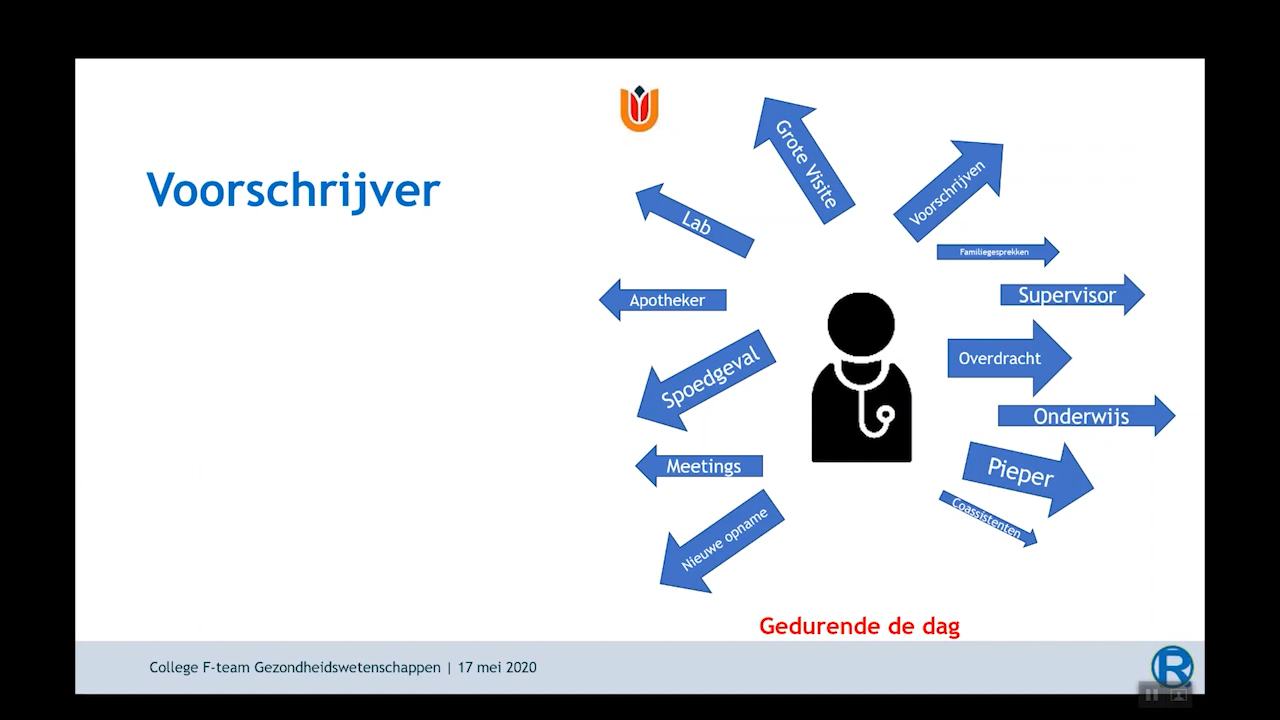 Voorschrijver
Grote Visite
Voorschrijven
Lab
Familiegesprekken
Apotheker
Supervisor
Spoedgeval
Overdracht
Onderwijs
Meetings
Pieper
Nieuwe opname
Coassistenten
Gedurende de dag
College F-team Gezondheidswetenschappen | 17 mei 2020
R